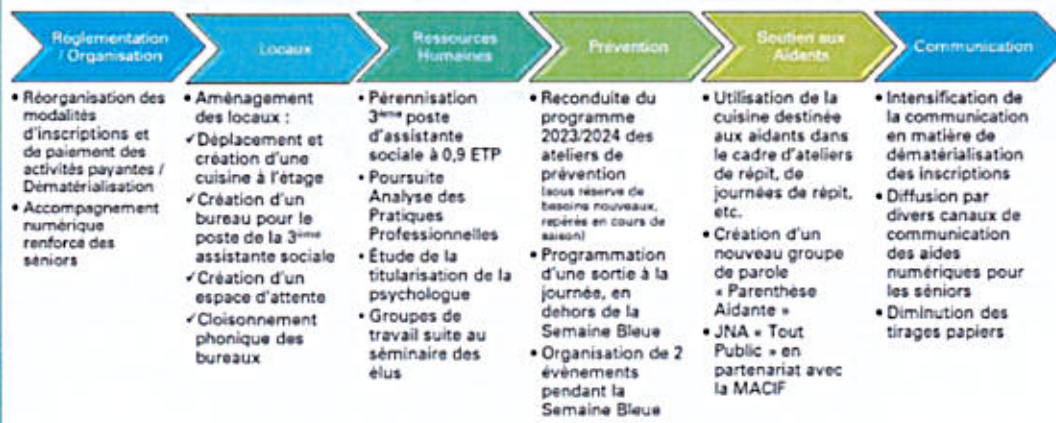 Réglementation
/ Organisation
• Réorganisation des
modalités
d'inscriptions et
de paiement des
activités payantes /
Dématérialisation
• Accompagnement
numérique
renforcé des
séniors
Locaux
• Aménagement
des locaux :
✓Déplacement et
création d'une
cuisine à l'étage
✓Création d'un
bureau pour le
poste de la 3ième
assistante sociale
✓Création d'un
espace d'attente
✓Cloisonnement
phonique des
bureaux
Ressources
Humaines
• Pérennisation
3ème poste
d'assistante
sociale à 0,9 ETP
• Poursuite
Analyse des
Pratiques
Professionnelles
• Étude de la
titularisation de la
psychologue
• Groupes de
travail suite au
séminaire des
élus
Prévention
• Reconduite du
programme
2023/2024 des
ateliers de
prévention
(sous réserve de
besoins nouveaux,
repérés en cours de
saison)
• Programmation
d'une sortie à la
journée, en
dehors de la
Semaine Bleue
• Organisation de 2
évènements
pendant la
Semaine Bleue
Soutien aux
Aidants
• Utilisation de la
cuisine destinée
aux aidants dans
le cadre d'ateliers
de répit, de
journées de répit,
etc.
• Création d'un
nouveau groupe
de parole
« Parenthèse
Aidante »
• JNA « Tout
Public » en
partenariat avec
la MACIF
Communication
• Intensification de
la communication
en matière de
dématérialisation
des inscriptions
• Diffusion par
divers canaux de
communication
des aides
numériques pour
les séniors
• Diminution des
tirages papiers